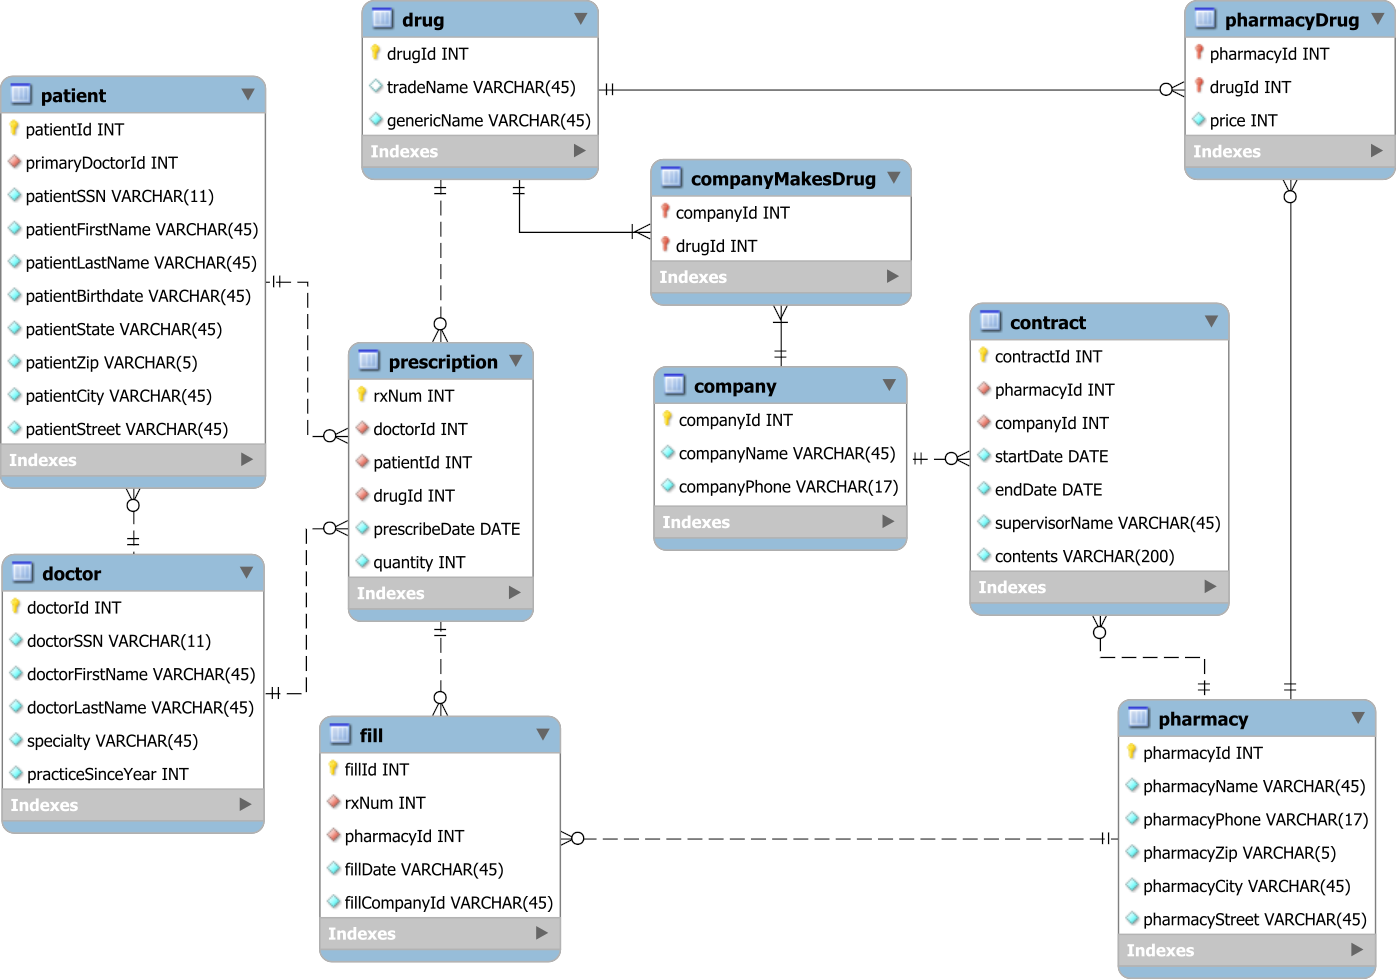 drug
drugId INT
tradeName VARCHAR(45)
genericName VARCHAR(45)
Indexes
pharmacyDrug
pharmacyId INT
drugId INT
price INT
Indexes
patient
patientId INT
primaryDoctorId INT
patientSSN VARCHAR(11)
patientFirstName VARCHAR(45)
patientLastName VARCHAR(45)
patientBirthdate VARCHAR(45)
patientState VARCHAR(45)
patientZip VARCHAR(5)
patientCity VARCHAR(45)
patientStreet VARCHAR(45)
Indexes
companyMakesDrug
companyId INT
drugId INT
Indexes
prescription
rxNum INT
doctorId INT
patientId INT
drugId INT
prescribeDate DATE
quantity INT
Indexes
company
companyId INT
companyName VARCHAR(45)
companyPhone VARCHAR(17)
Indexes
contract
contractId INT
pharmacyId INT
companyId INT
startDate DATE
endDate DATE
supervisorName VARCHAR(45)
contents VARCHAR(200)
Indexes
doctor
doctorId INT
doctorSSN VARCHAR(11)
doctorFirstName VARCHAR(45)
doctorLastName VARCHAR(45)
specialty VARCHAR(45)
practiceSinceYear INT
Indexes
fill
fillId INT
rxNum INT
pharmacyId INT
fillDate VARCHAR(45)
fillCompanyId VARCHAR(45)
Indexes
pharmacy
pharmacyId INT
pharmacyName VARCHAR(45)
pharmacyPhone VARCHAR(17)
pharmacyZip VARCHAR(5)
pharmacyCity VARCHAR(45)
pharmacyStreet VARCHAR(45)
Indexes